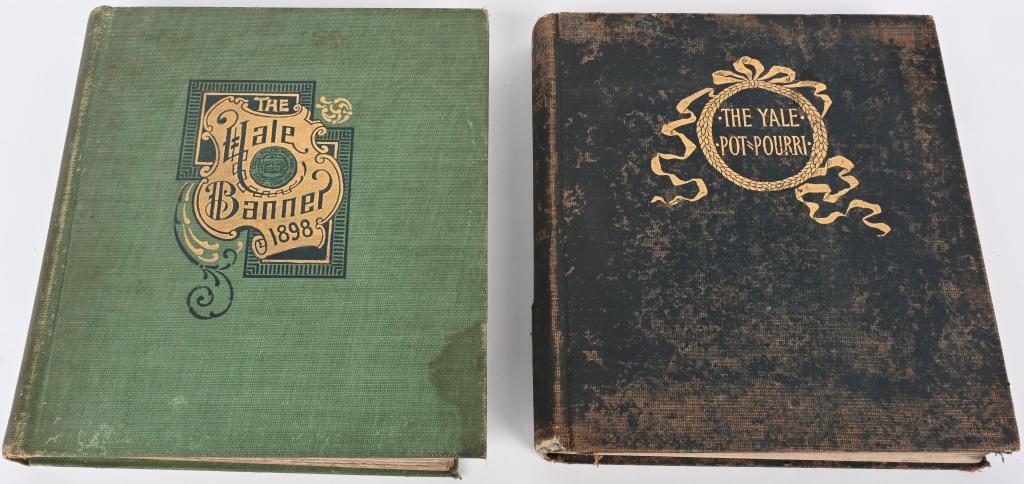 THE
Yale
Banner
1898
·THE YALE·
·POT-POURRI·